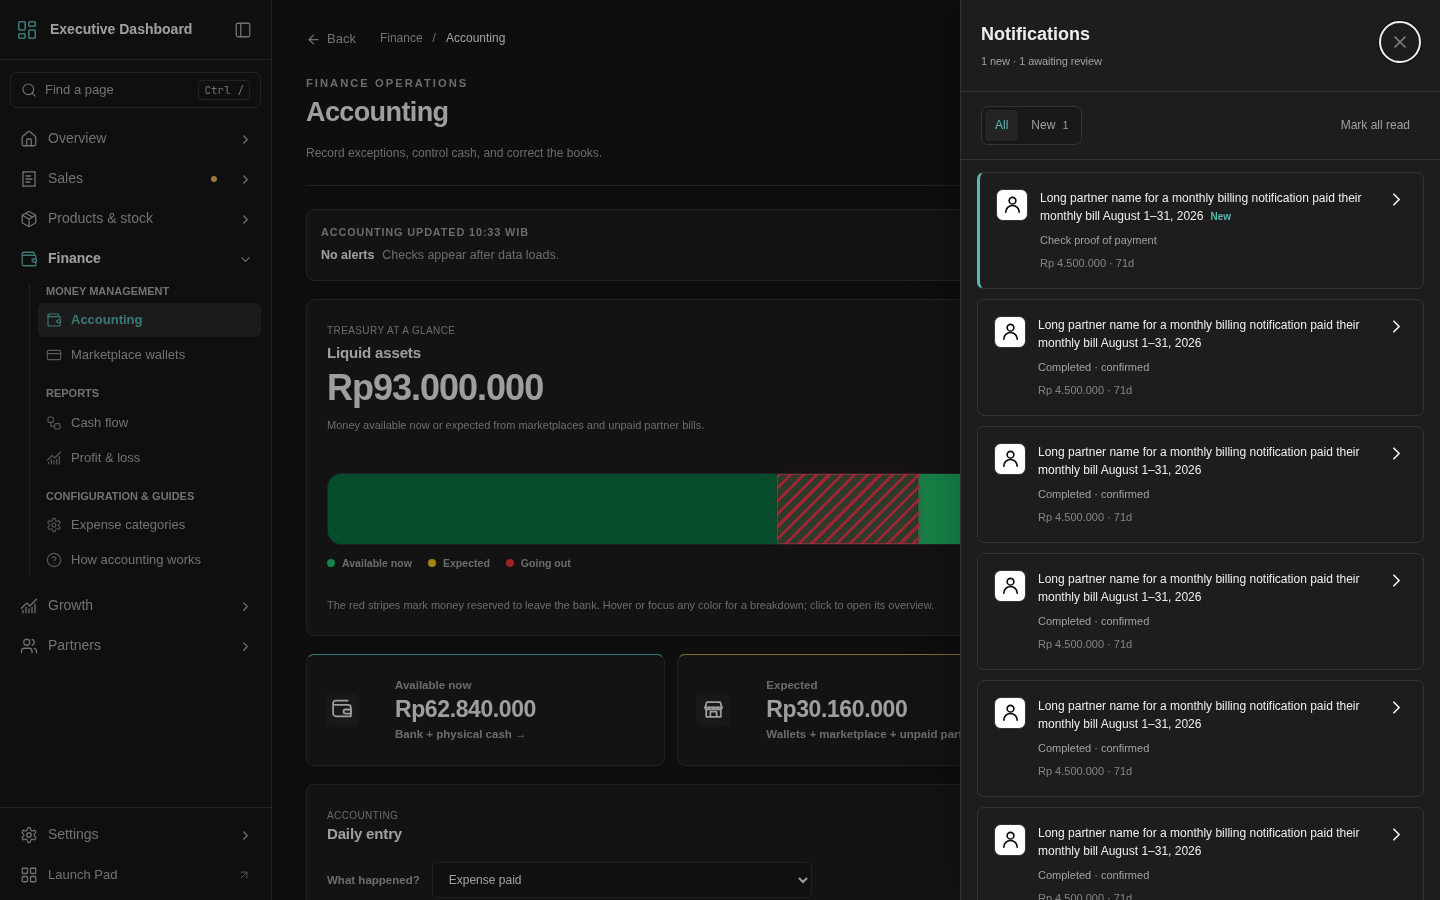 Executive Dashboard
Find a page
Ctrl /
Overview
Sales
Products & stock
Finance
MONEY MANAGEMENT
Accounting
Marketplace wallets
REPORTS
Cash flow
Profit & loss
CONFIGURATION & GUIDES
Expense categories
How accounting works
Growth
Partners
Settings
Launch Pad
Back
Finance / Accounting
FINANCE OPERATIONS
Accounting
Record exceptions, control cash, and correct the books.
ACCOUNTING UPDATED 10:33 WIB
No alerts Checks appear after data loads.
TREASURY AT A GLANCE
Liquid assets
Rp93.000.000
Money available now or expected from marketplaces and unpaid partner bills.
Available now
Expected
Going out
The red stripes mark money reserved to leave the bank. Hover or focus any color for a breakdown; click to open its overview.
Available now
Rp62.840.000
Bank + physical cash →
Expected
Rp30.160.000
Wallets + marketplace + unpaid part
ACCOUNTING
Daily entry
What happened?
Expense paid
Notifications
1 new · 1 awaiting review
All
New 1
Mark all read
Long partner name for a monthly billing notification paid their
monthly bill August 1–31, 2026 New
Check proof of payment
Rp 4.500.000 · 71d
Long partner name for a monthly billing notification paid their
monthly bill August 1–31, 2026
Completed · confirmed
Rp 4.500.000 · 71d
Long partner name for a monthly billing notification paid their
monthly bill August 1–31, 2026
Completed · confirmed
Rp 4.500.000 · 71d
Long partner name for a monthly billing notification paid their
monthly bill August 1–31, 2026
Completed · confirmed
Rp 4.500.000 · 71d
Long partner name for a monthly billing notification paid their
monthly bill August 1–31, 2026
Completed · confirmed
Rp 4.500.000 · 71d
Long partner name for a monthly billing notification paid their
monthly bill August 1–31, 2026
Completed · confirmed
Rp 4.500.000 · 71d